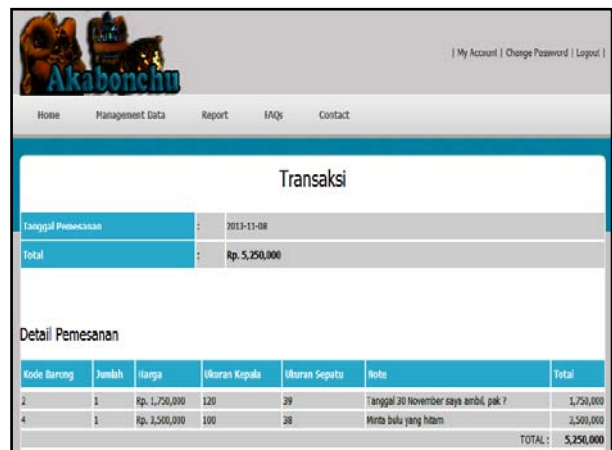 Akabonchu
| My Account | Change Password | Logout |
Home Management Data Report FAQs Contact
Transaksi
Tanggal Pemesanan : 2013-11-08
Total : Rp. 5,250,000
Detail Pemesanan
Kode Barong Jumlah Harga Ukuran Kepala Ukuran Sepatu Note Total
2 1 Rp. 1,750,000 120 39 Tanggal 30 November saya ambil, pak ? 1,750,000
4 1 Rp. 3,500,000 100 38 Minta bulu yang hitam 3,500,000
TOTAL : 5,250,000